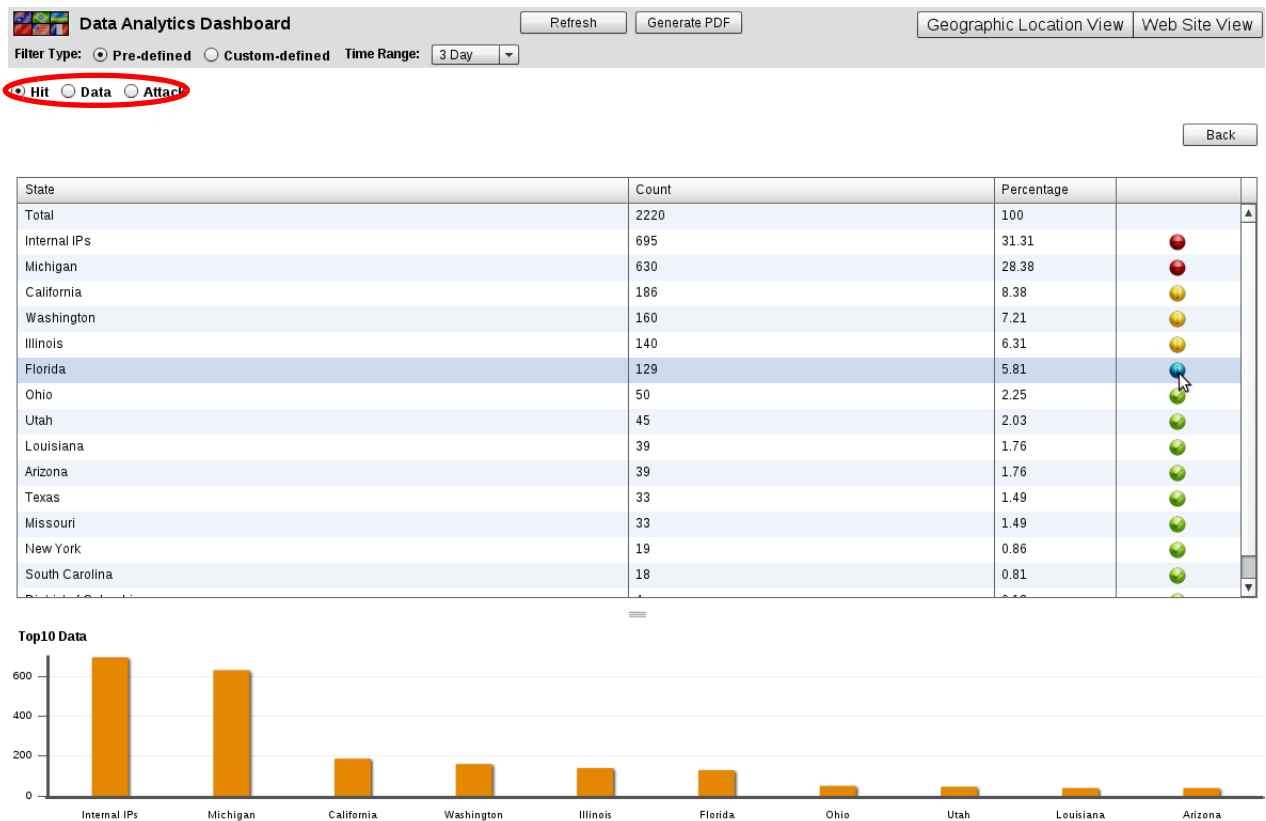 Data Analytics Dashboard Refresh Generate PDF Geographic Location View Web Site View
Filter Type: Pre-defined Custom-defined Time Range: 3 Day
Hit Data Attack
Back
State Count Percentage
Total 2220 100
Internal IPs 695 31.31
Michigan 630 28.38
California 186 8.38
Washington 160 7.21
Illinois 140 6.31
Florida 129 5.81
Ohio 50 2.25
Utah 45 2.03
Louisiana 39 1.76
Arizona 39 1.76
Texas 33 1.49
Missouri 33 1.49
New York 19 0.86
South Carolina 18 0.81
Top10 Data
600
400
200
0
Internal IPs Michigan California Washington Illinois Florida Ohio Utah Louisiana Arizona